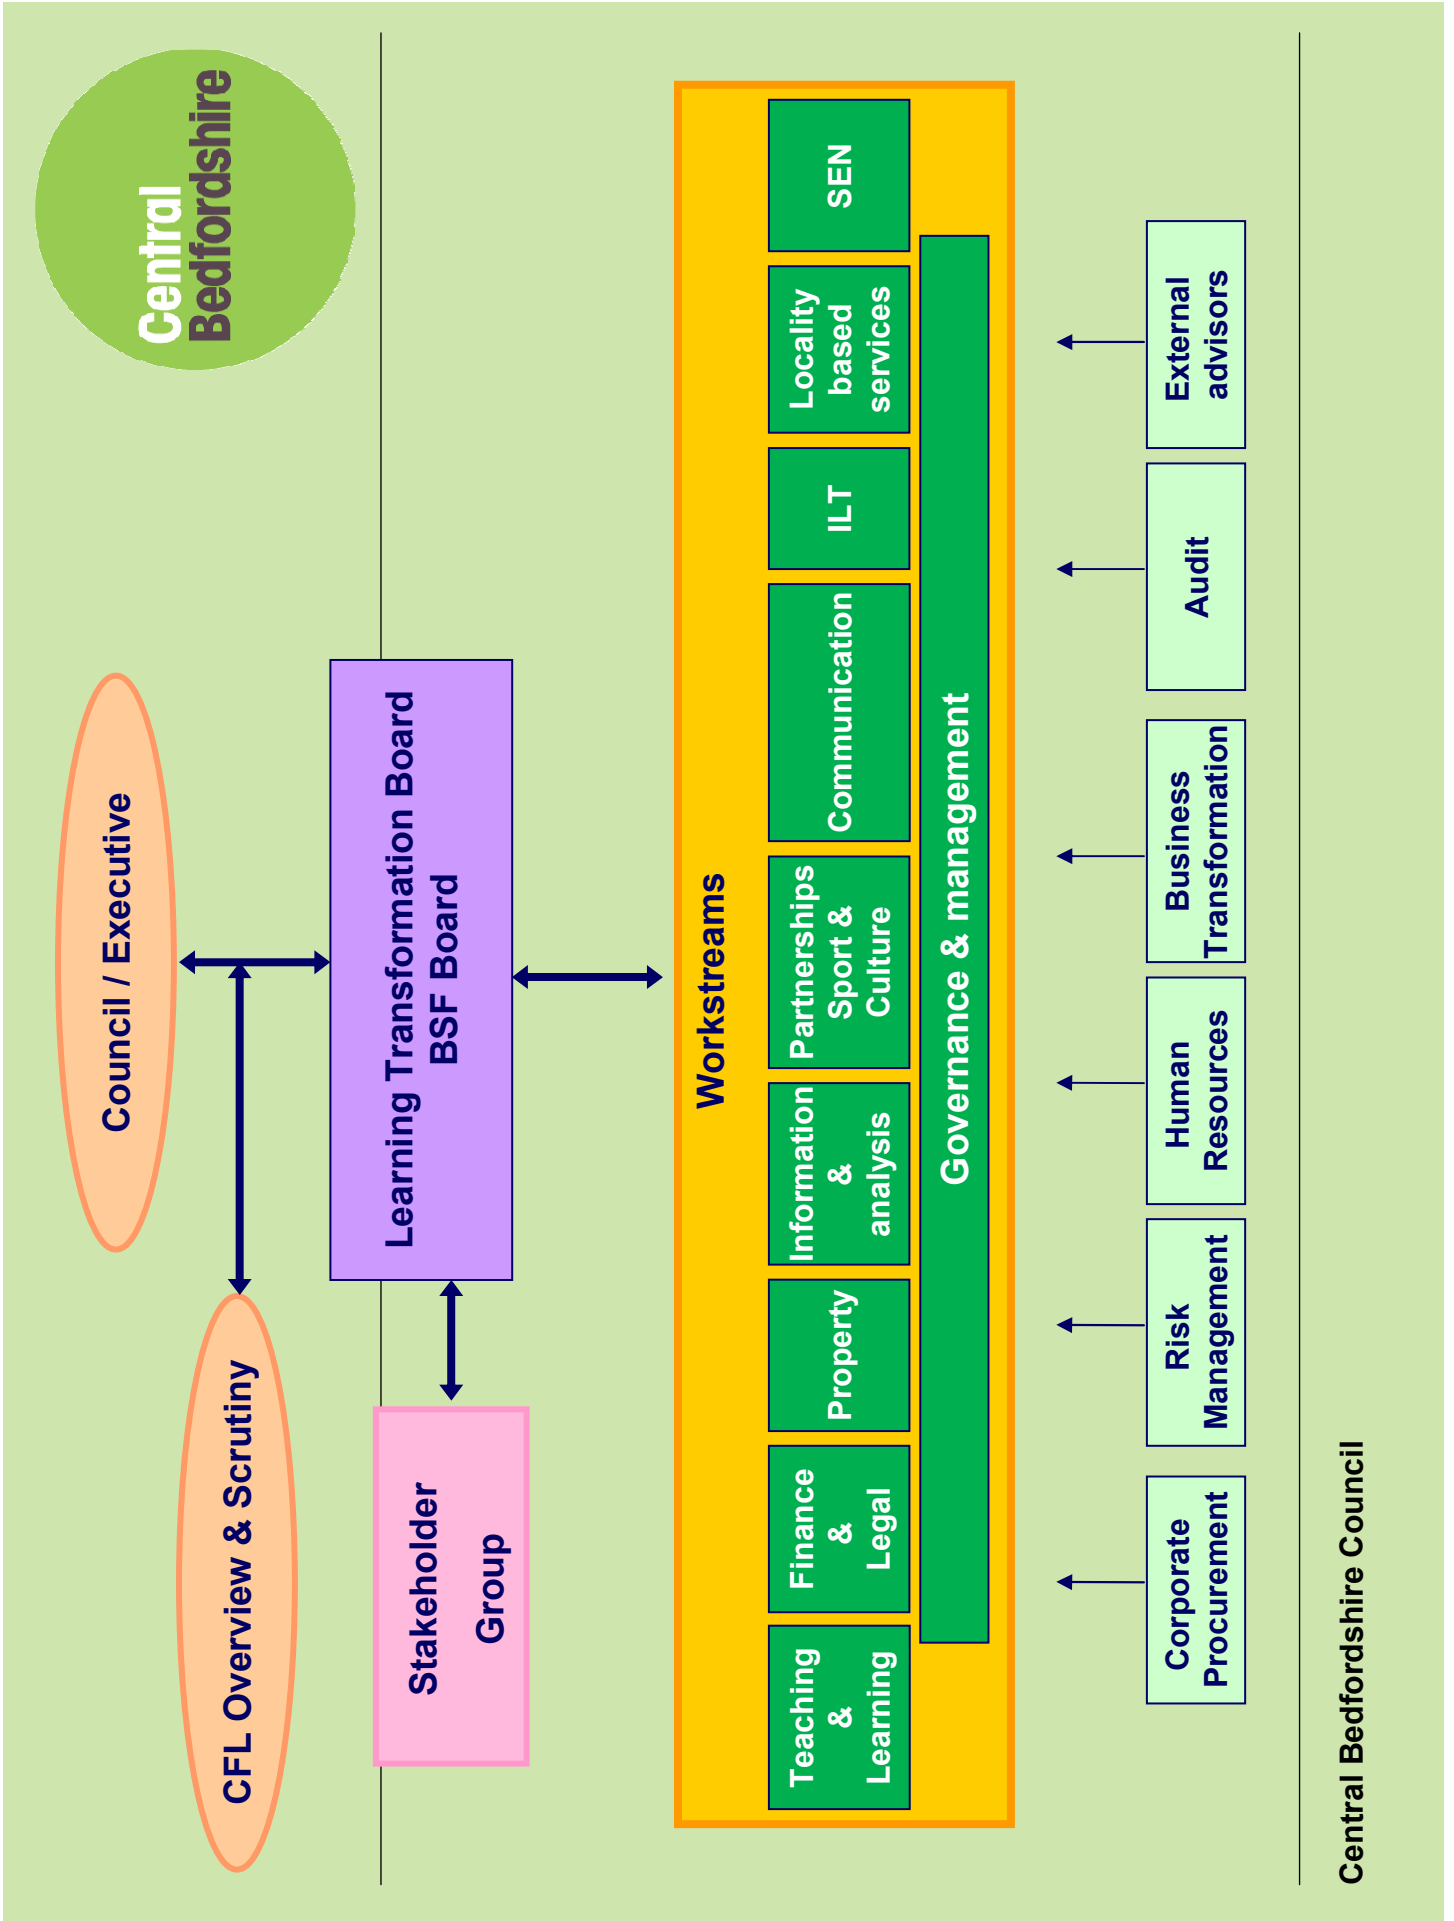 Central
Bedfordshire
Council / Executive
CFL Overview & Scrutiny
Learning Transformation Board
BSF Board
Stakeholder
Group
Workstreams
Teaching
&
Learning
Finance
&
Legal
Property
Information
&
analysis
Partnerships
Sport &
Culture
Communication
ILT
Locality
based
services
SEN
Governance & management
Corporate
Procurement
Risk
Management
Human
Resources
Business
Transformation
Audit
External
advisors
Central Bedfordshire Council